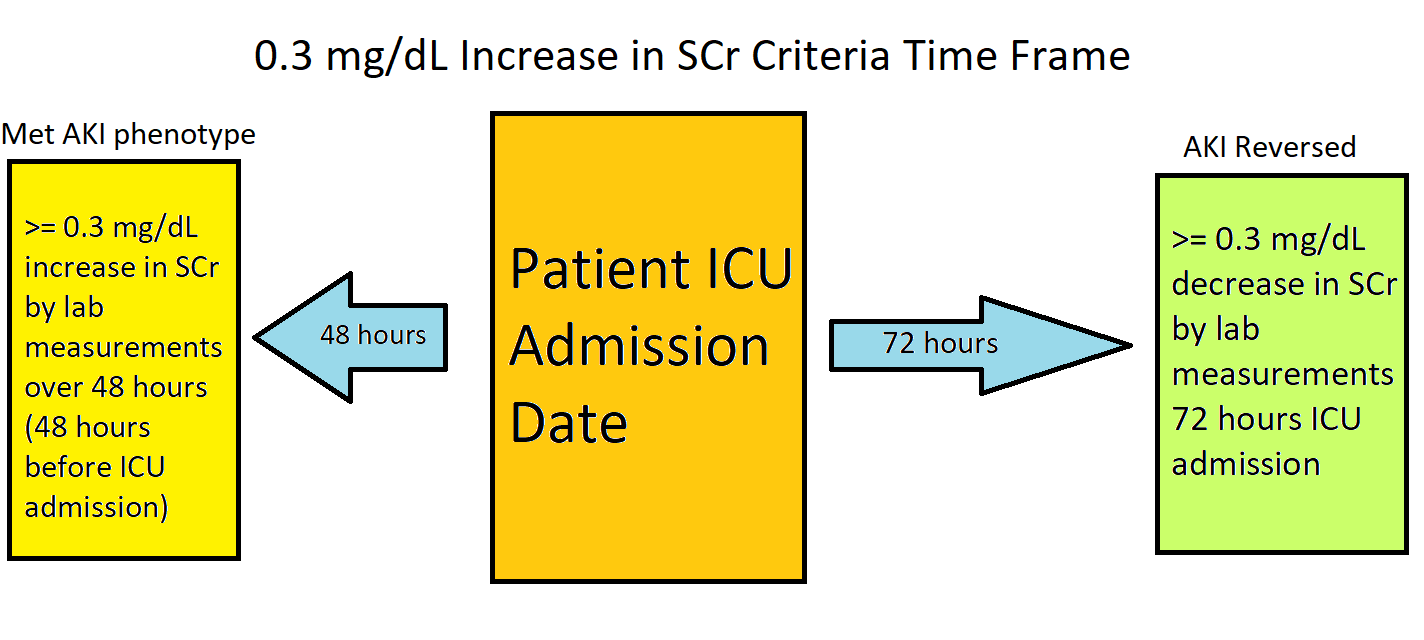 0.3 mg/dL Increase in SCr Criteria Time Frame
Met AKI phenotype
>= 0.3 mg/dL
increase in SCr
by lab
measurements
over 48 hours
(48 hours
before ICU
admission)
48 hours
Patient ICU
Admission
Date
72 hours
AKI Reversed
>= 0.3 mg/dL
decrease in SCr
by lab
measurements
72 hours ICU
admission